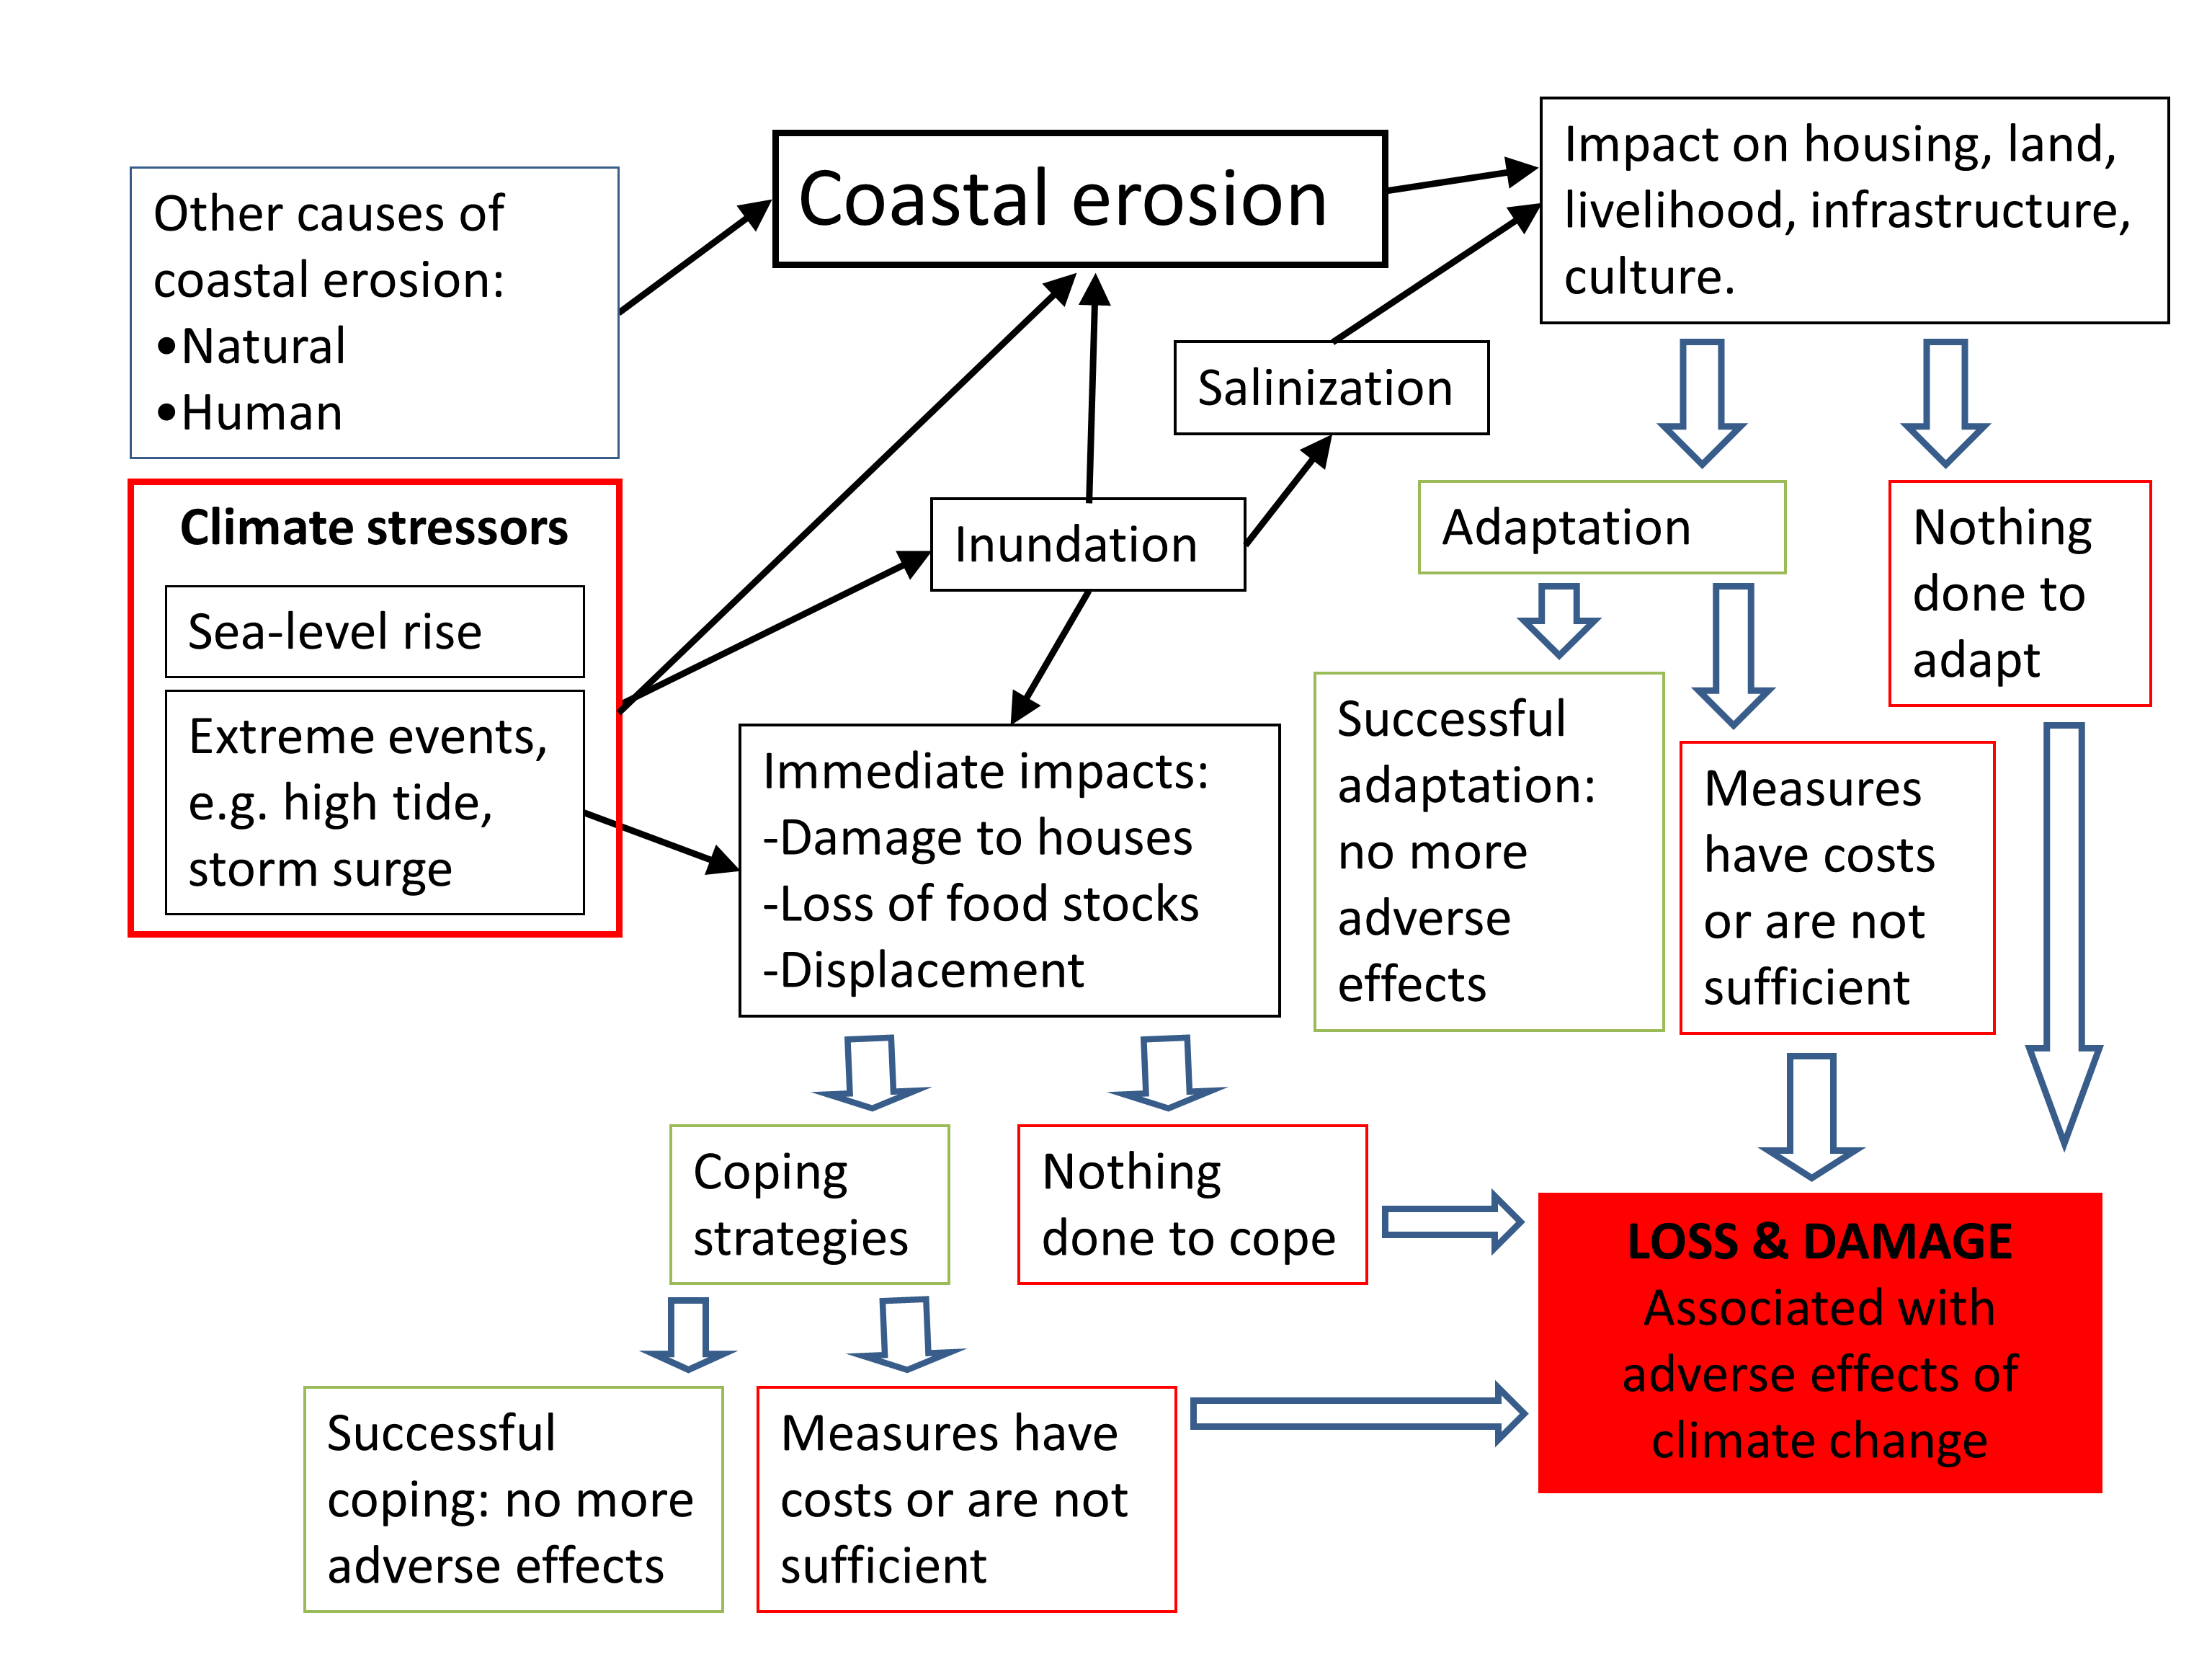 Coastal erosion
Impact on housing, land,
livelihood, infrastructure,
culture.
Other causes of
coastal erosion:
•Natural
•Human
Salinization
Climate stressors
Sea-level rise
Extreme events,
e.g. high tide,
storm surge
Inundation
Adaptation
Nothing
done to
adapt
Immediate impacts:
-Damage to houses
-Loss of food stocks
-Displacement
Successful
adaptation:
no more
adverse
effects
Measures
have costs
or are not
sufficient
Coping
strategies
Nothing
done to cope
LOSS & DAMAGE
Associated with
adverse effects of
climate change
Successful
coping: no more
adverse effects
Measures have
costs or are not
sufficient